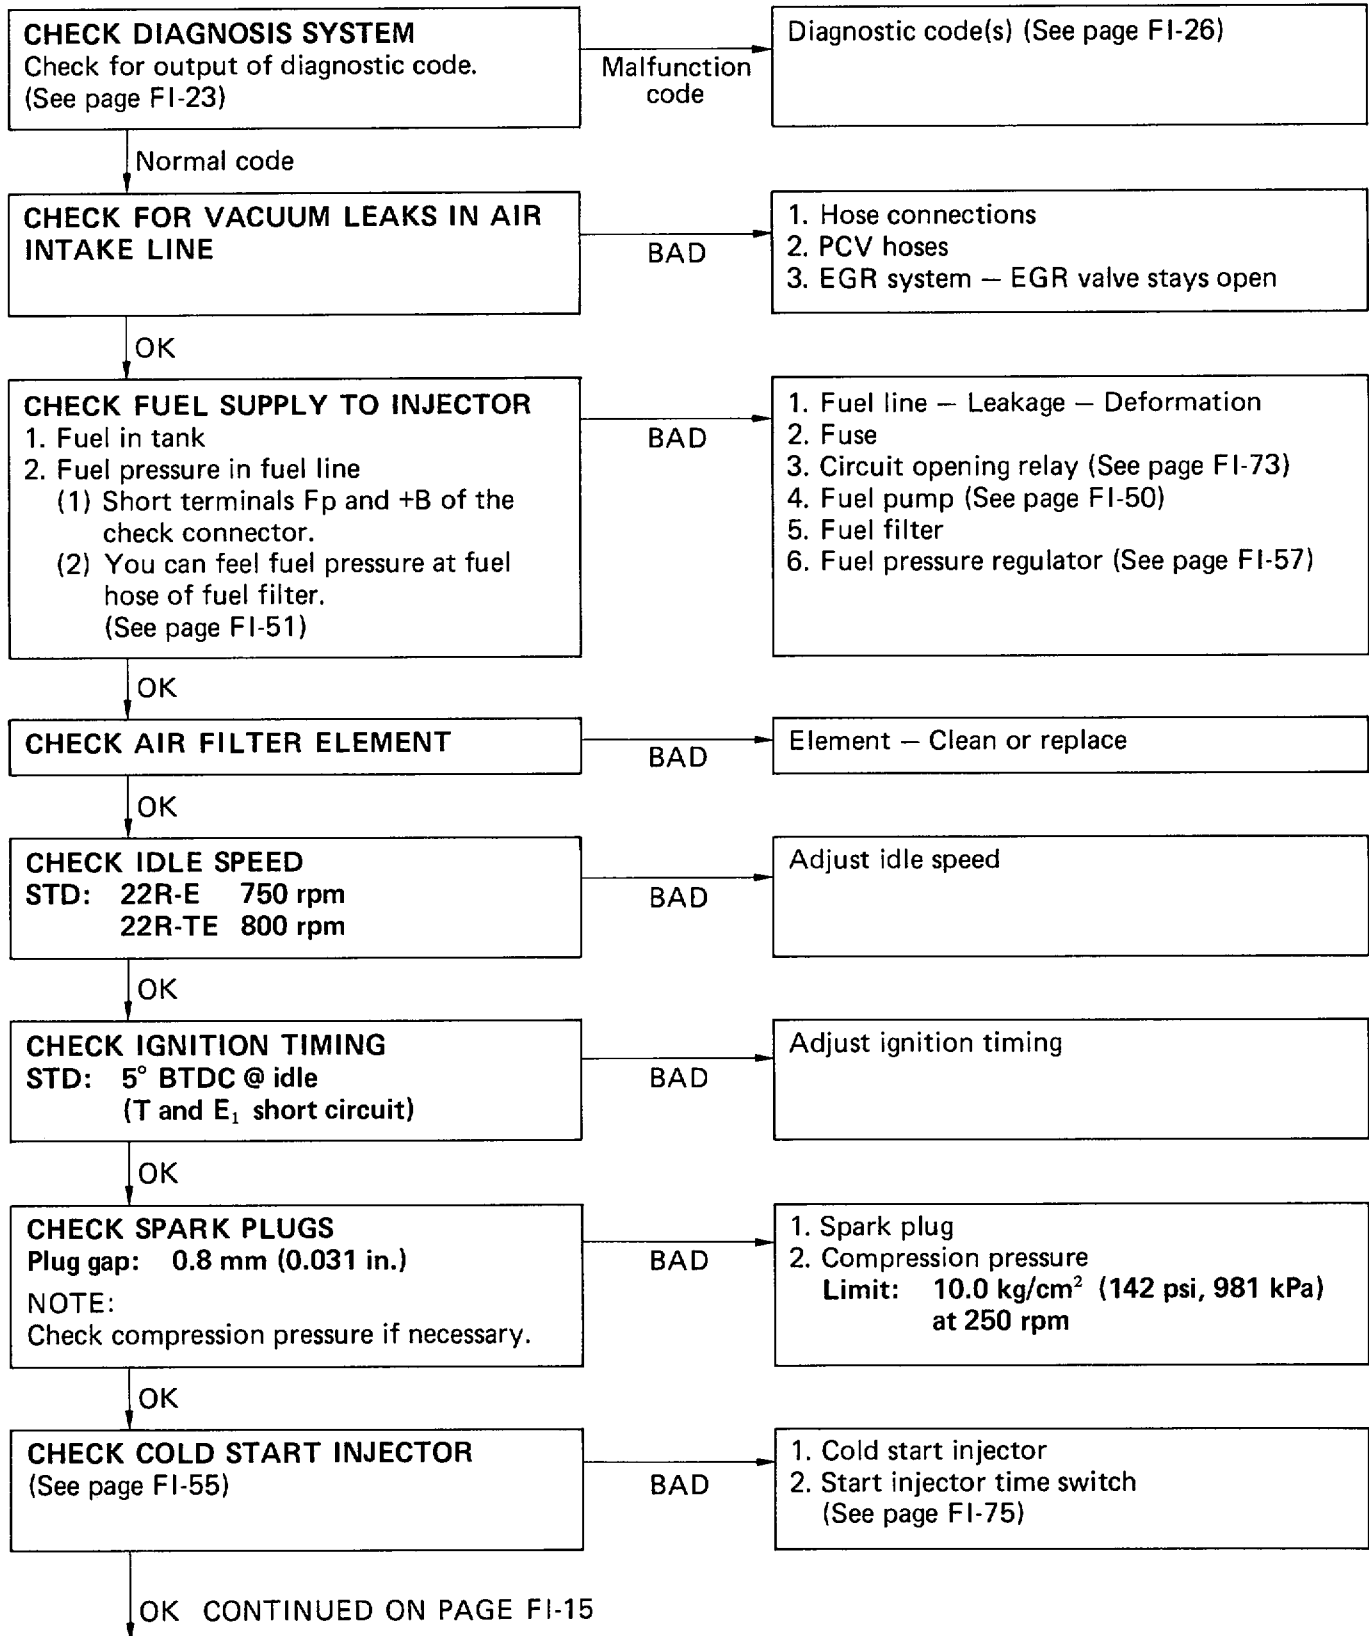 CHECK DIAGNOSIS SYSTEM
Check for output of diagnostic code.
(See page FI-23)
Malfunction
code
Diagnostic code(s) (See page FI-26)
Normal code
CHECK FOR VACUUM LEAKS IN AIR
INTAKE LINE
BAD
1. Hose connections
2. PCV hoses
3. EGR system — EGR valve stays open
OK
CHECK FUEL SUPPLY TO INJECTOR
1. Fuel in tank
2. Fuel pressure in fuel line
(1) Short terminals Fp and +B of the
check connector.
(2) You can feel fuel pressure at fuel
hose of fuel filter.
(See page FI-51)
BAD
1. Fuel line — Leakage — Deformation
2. Fuse
3. Circuit opening relay (See page FI-73)
4. Fuel pump (See page FI-50)
5. Fuel filter
6. Fuel pressure regulator (See page FI-57)
OK
CHECK AIR FILTER ELEMENT
BAD
Element — Clean or replace
OK
CHECK IDLE SPEED
STD: 22R-E 750 rpm
22R-TE 800 rpm
BAD
Adjust idle speed
OK
CHECK IGNITION TIMING
STD: 5° BTDC @ idle
(T and E₁ short circuit)
BAD
Adjust ignition timing
OK
CHECK SPARK PLUGS
Plug gap: 0.8 mm (0.031 in.)
NOTE:
Check compression pressure if necessary.
BAD
1. Spark plug
2. Compression pressure
Limit: 10.0 kg/cm² (142 psi, 981 kPa)
at 250 rpm
OK
CHECK COLD START INJECTOR
(See page FI-55)
BAD
1. Cold start injector
2. Start injector time switch
(See page FI-75)
OK CONTINUED ON PAGE FI-15